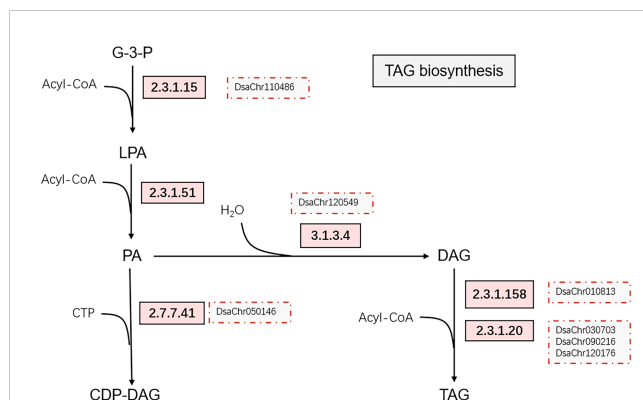 G-3-P
TAG biosynthesis
Acyl-CoA
2.3.1.15
DsaChr110486
LPA
Acyl-CoA
2.3.1.51
DsaChr120549
H₂O
3.1.3.4
PA
DAG
2.3.1.158
DsaChr010813
CTP
2.7.7.41
DsaChr050146
Acyl-CoA
2.3.1.20
DsaChr030703
DsaChr090216
DsaChr120176
CDP-DAG
TAG